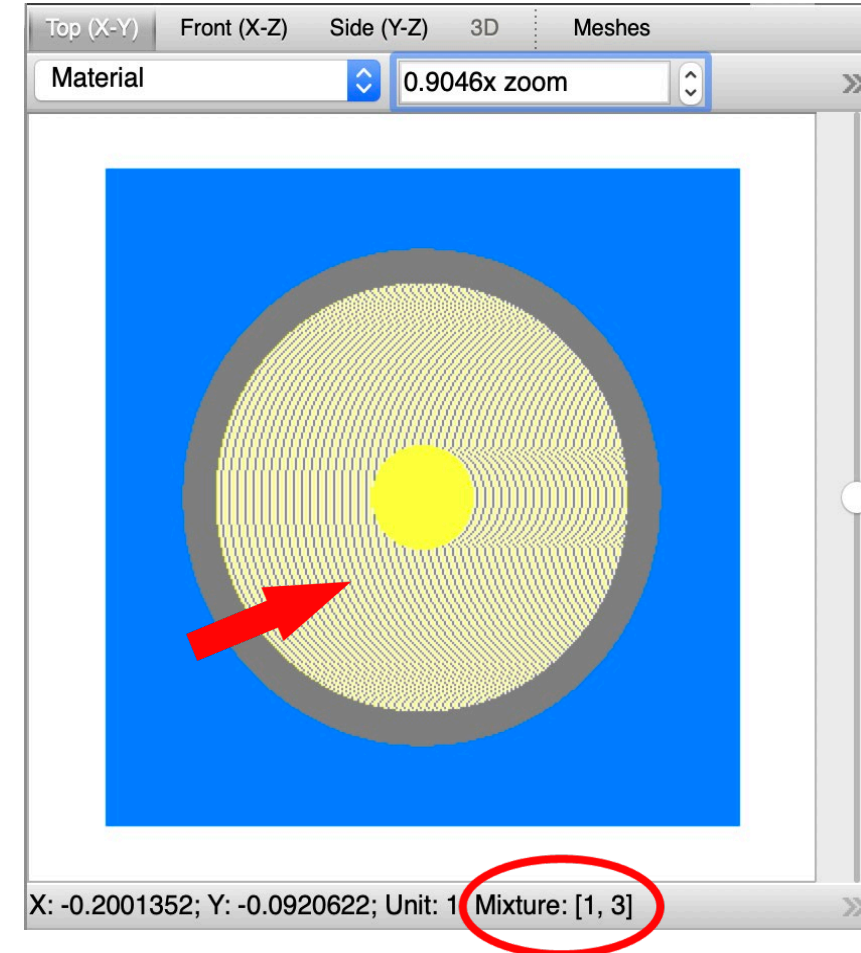 Top (X-Y) Front (X-Z) Side (Y-Z) 3D Meshes
Material 0.9046x zoom
X: -0.2001352; Y: -0.0920622; Unit: 1 Mixture: [1, 3]